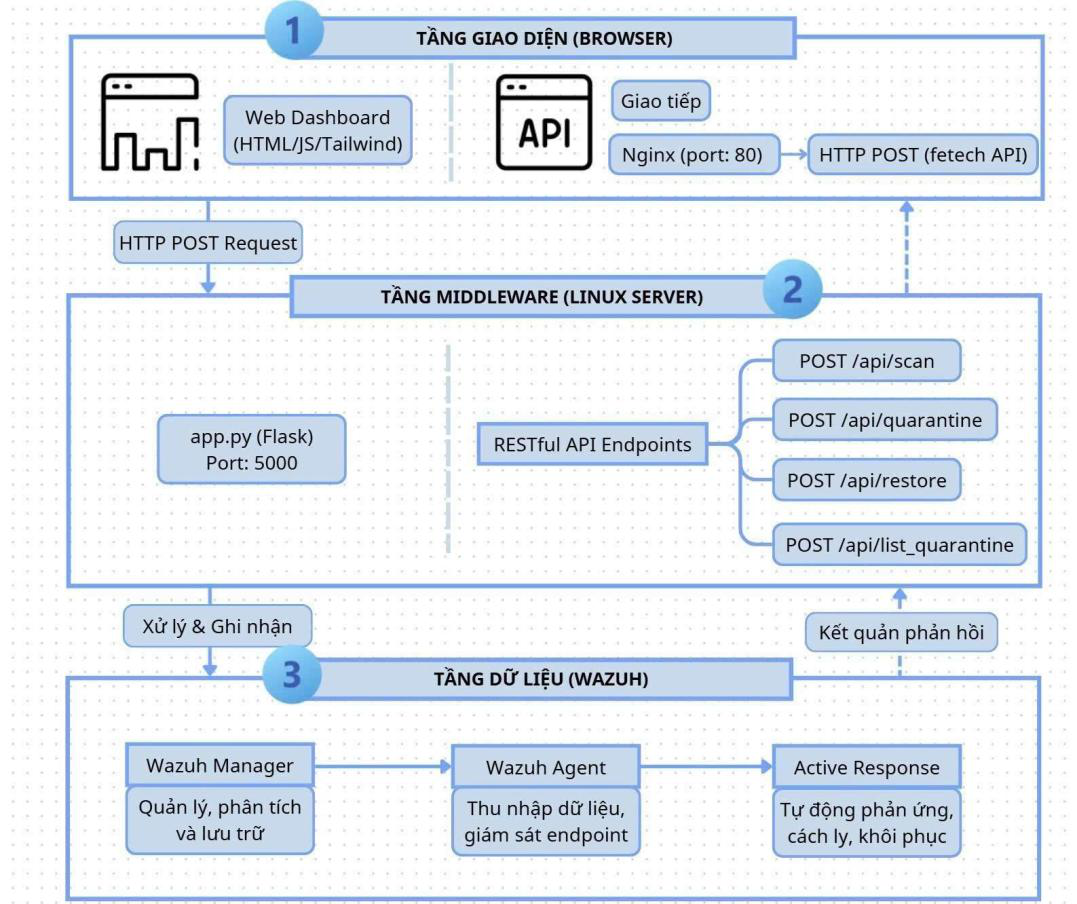 1
TẦNG GIAO DIỆN (BROWSER)
Web Dashboard
(HTML/JS/Tailwind)
API
Giao tiếp
Nginx (port: 80)
HTTP POST (fetech API)
HTTP POST Request
TẦNG MIDDLEWARE (LINUX SERVER)
2
app.py (Flask)
Port: 5000
RESTful API Endpoints
POST /api/scan
POST /api/quarantine
POST /api/restore
POST /api/list_quarantine
Xử lý & Ghi nhận
Kết quản phản hồi
3
TẦNG DỮ LIỆU (WAZUH)
Wazuh Manager
Quản lý, phân tích
và lưu trữ
Wazuh Agent
Thu nhập dữ liệu,
giám sát endpoint
Active Response
Tự động phản ứng,
cách ly, khôi phục